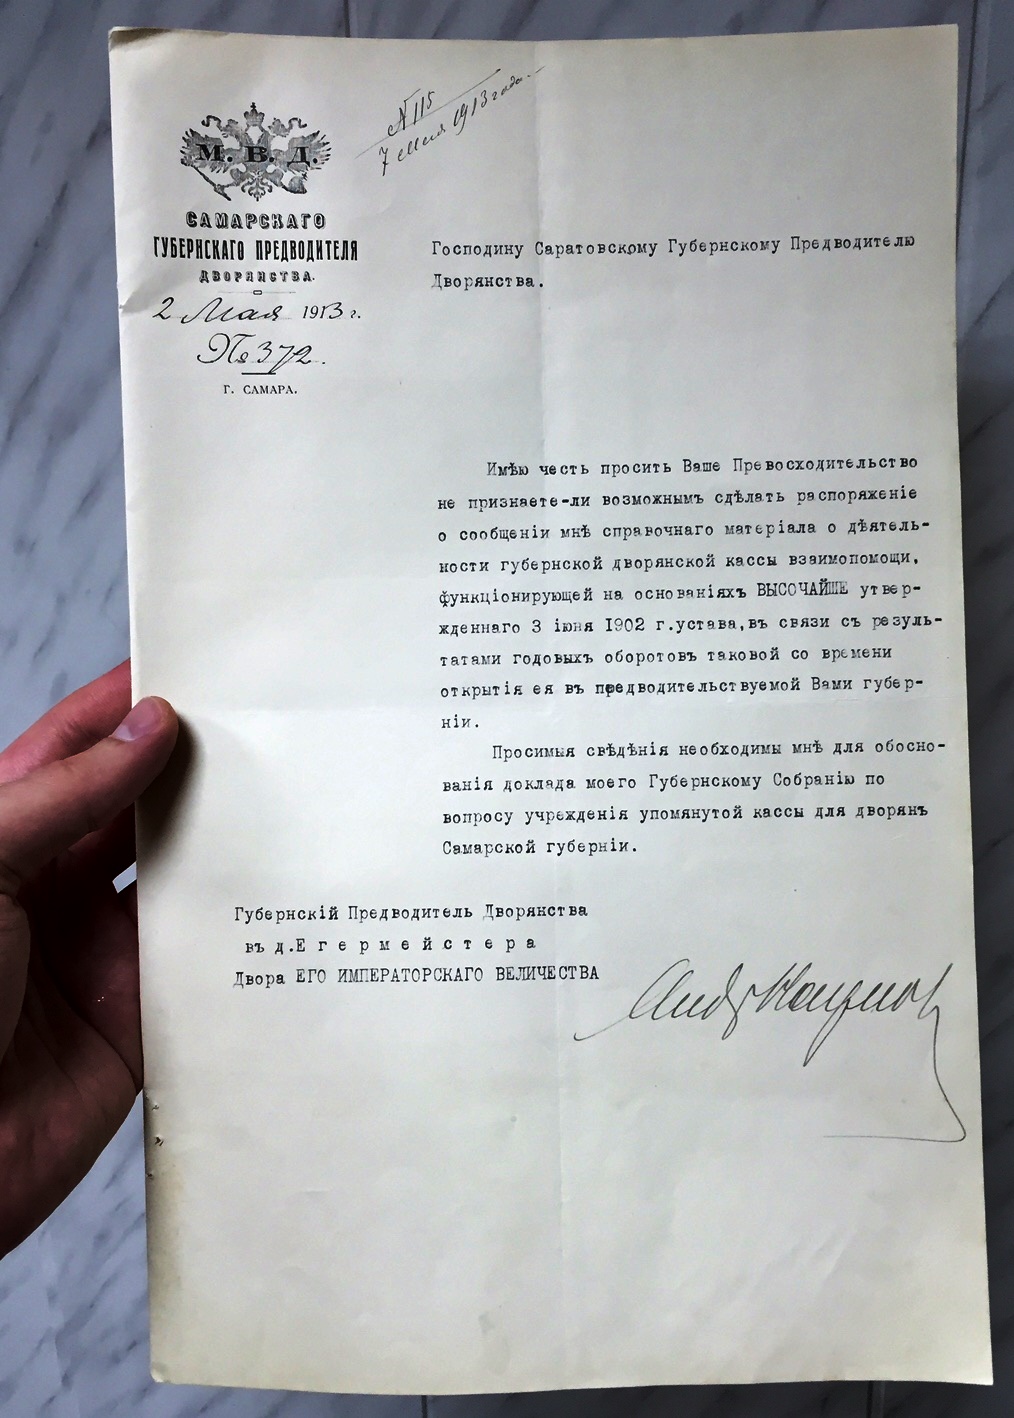 № 115
7 Мая 1913 года.
М. В. Д.
САМАРСКАГО
ГУБЕРНСКАГО ПРЕДВОДИТЕЛЯ
ДВОРЯНСТВА.
2 Мая 1913 г.
№ 372.
Г. САМАРА.
Господину Саратовскому Губернскому Предводителю
Дворянства.
Имѣю честь просить Ваше Превосходительство
не признаете-ли возможнымъ сдѣлать распоряженіе
о сообщеніи мнѣ справочнаго матеріала о дѣятель-
ности губернской дворянской кассы взаимопомощи,
функціонирующей на основаніяхъ ВЫСОЧАЙШЕ утвер-
жденнаго 3 іюня 1902 г.устава,въ связи съ резуль-
татами годовыхъ оборотовъ таковой со времени
открытія ея въ предводительствуемой Вами губер-
ніи.
Просимыя свѣдѣнія необходимы мнѣ для обосно-
ванія доклада моего Губернскому Собранію по
вопросу учрежденія упомянутой кассы для дворянъ
Самарской губерніи.
Губернскій Предводитель Дворянства
въ д.Егермейстера
Двора ЕГО ИМПЕРАТОРСКАГО ВЕЛИЧЕСТВА